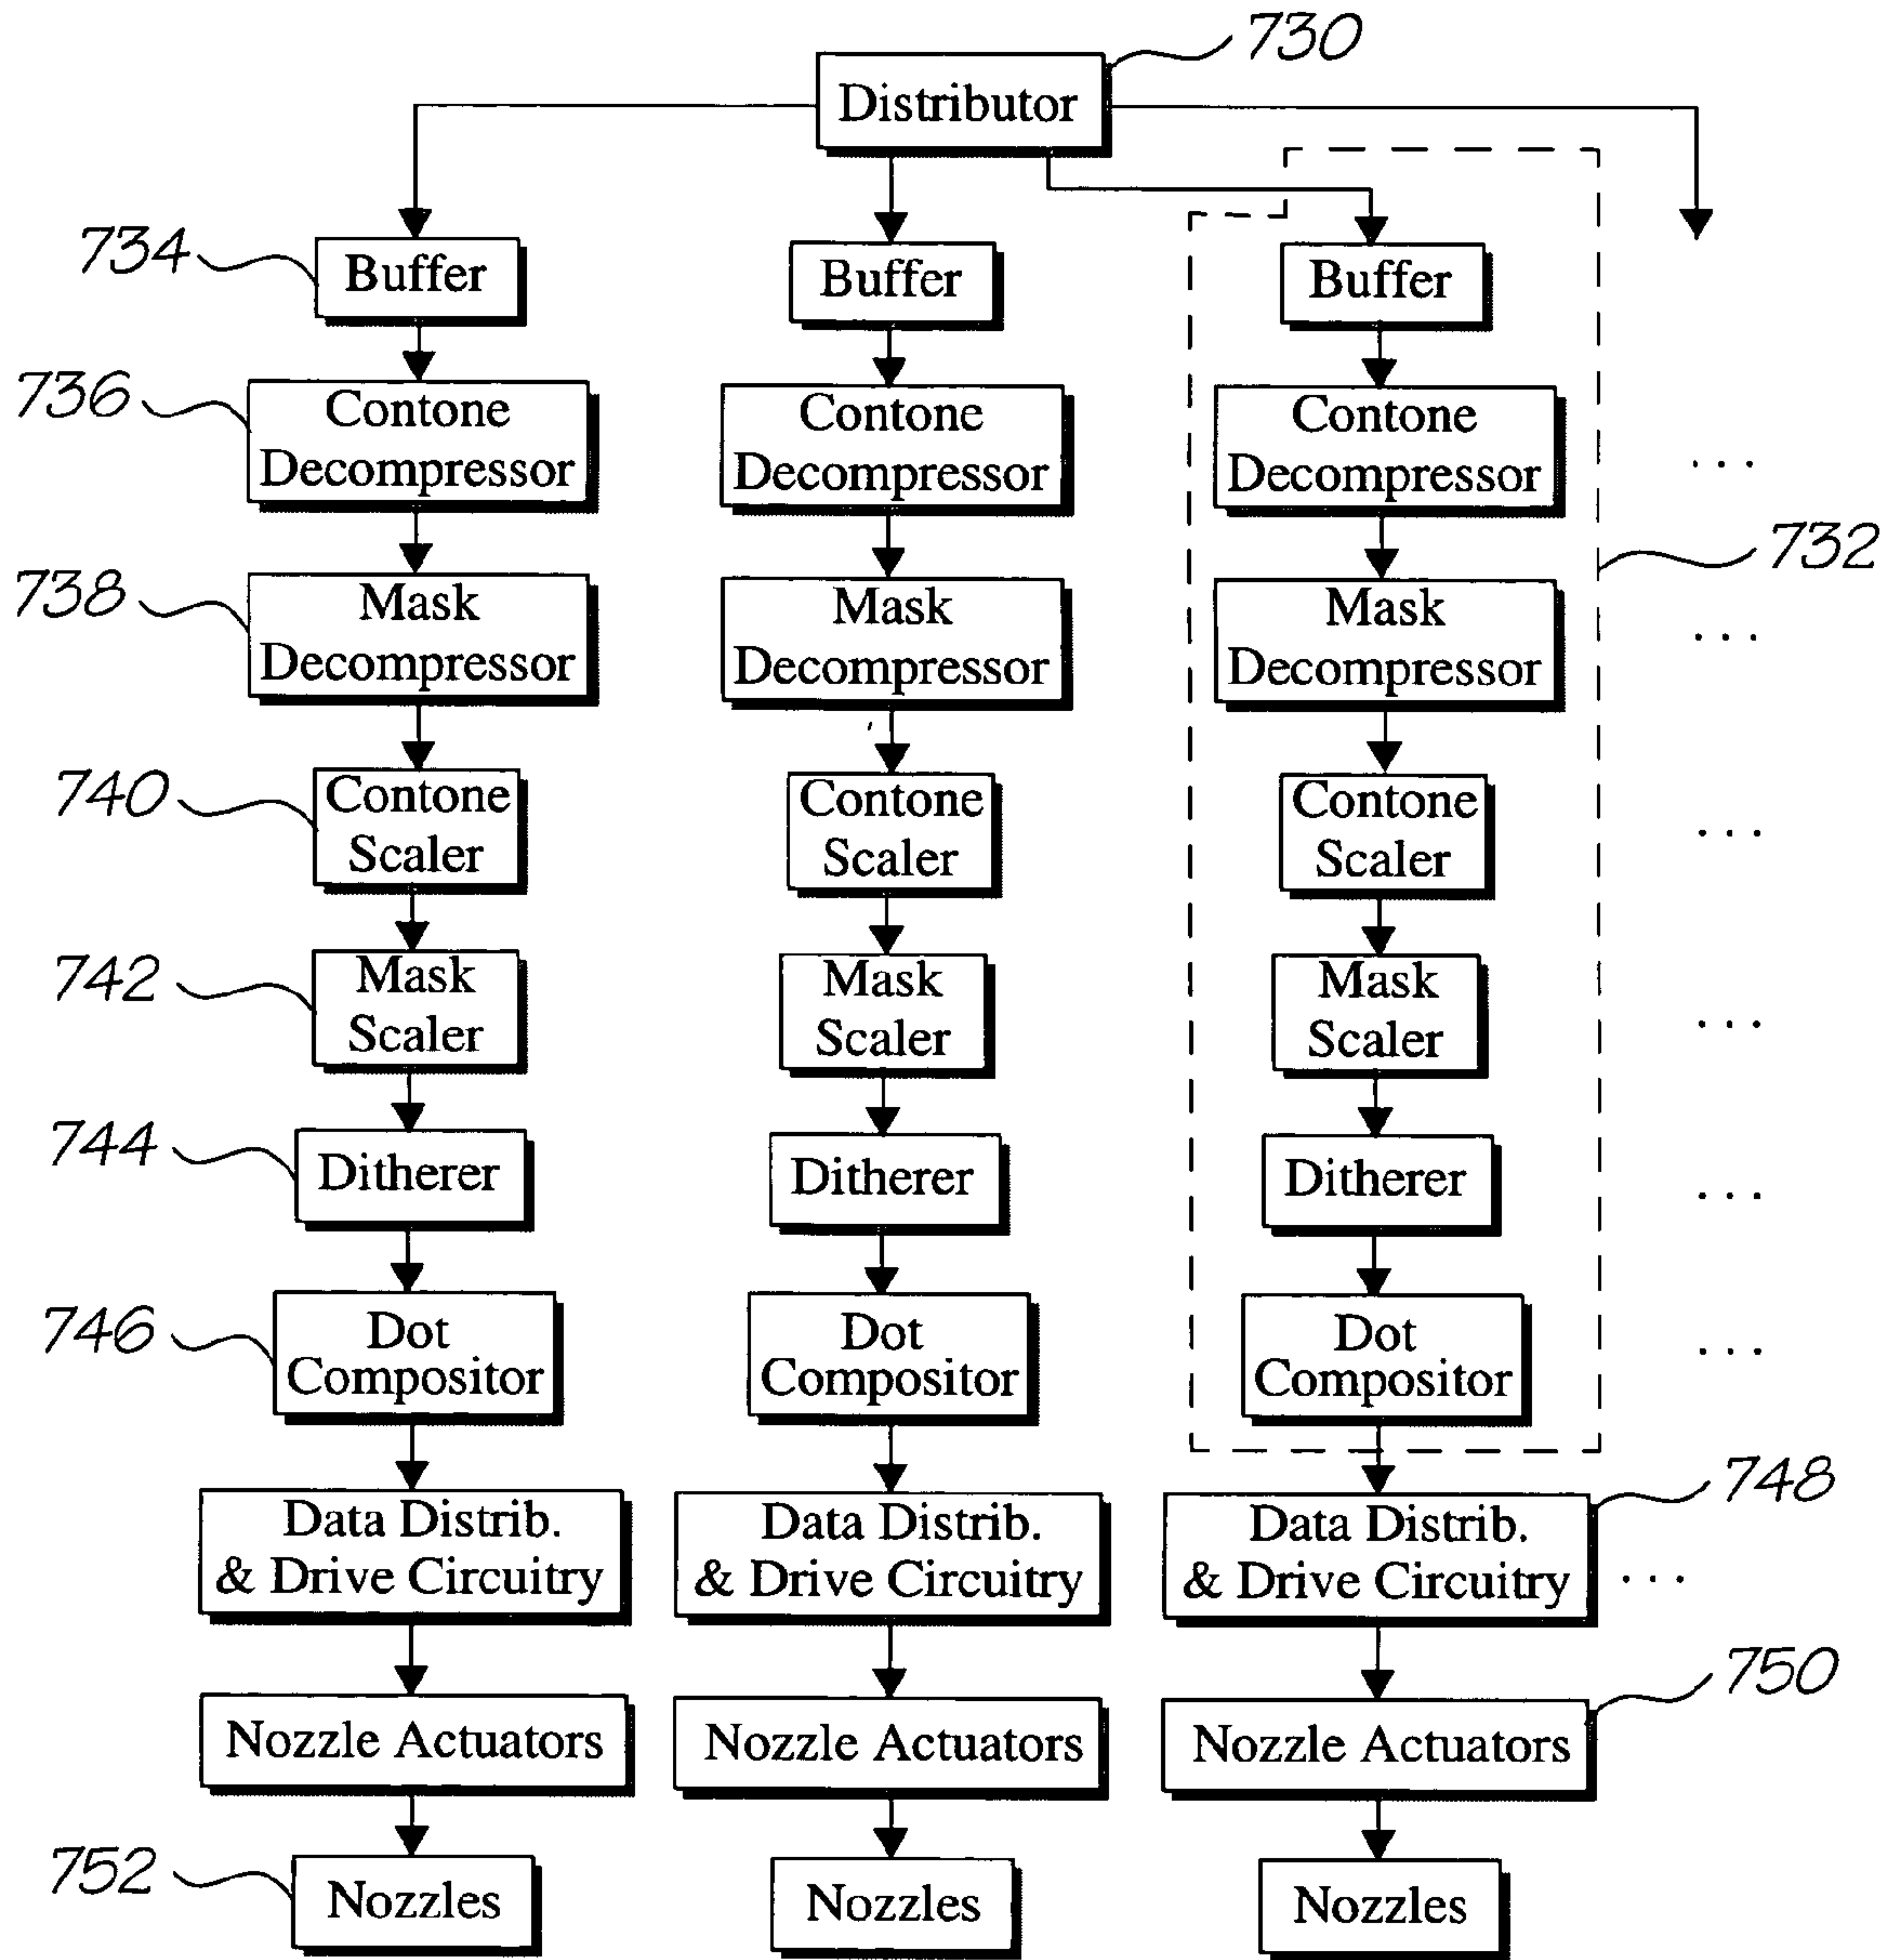 730
Distributor
734
Buffer
Buffer
Buffer
736
Contone
Decompressor
Contone
Decompressor
Contone
Decompressor
...
732
738
Mask
Decompressor
Mask
Decompressor
Mask
Decompressor
...
740
Contone
Scaler
Contone
Scaler
Contone
Scaler
...
742
Mask
Scaler
Mask
Scaler
Mask
Scaler
...
744
Ditherer
Ditherer
Ditherer
...
746
Dot
Compositor
Dot
Compositor
Dot
Compositor
...
748
Data Distrib.
& Drive Circuitry
Data Distrib.
& Drive Circuitry
Data Distrib.
& Drive Circuitry
...
750
Nozzle Actuators
Nozzle Actuators
Nozzle Actuators
752
Nozzles
Nozzles
Nozzles